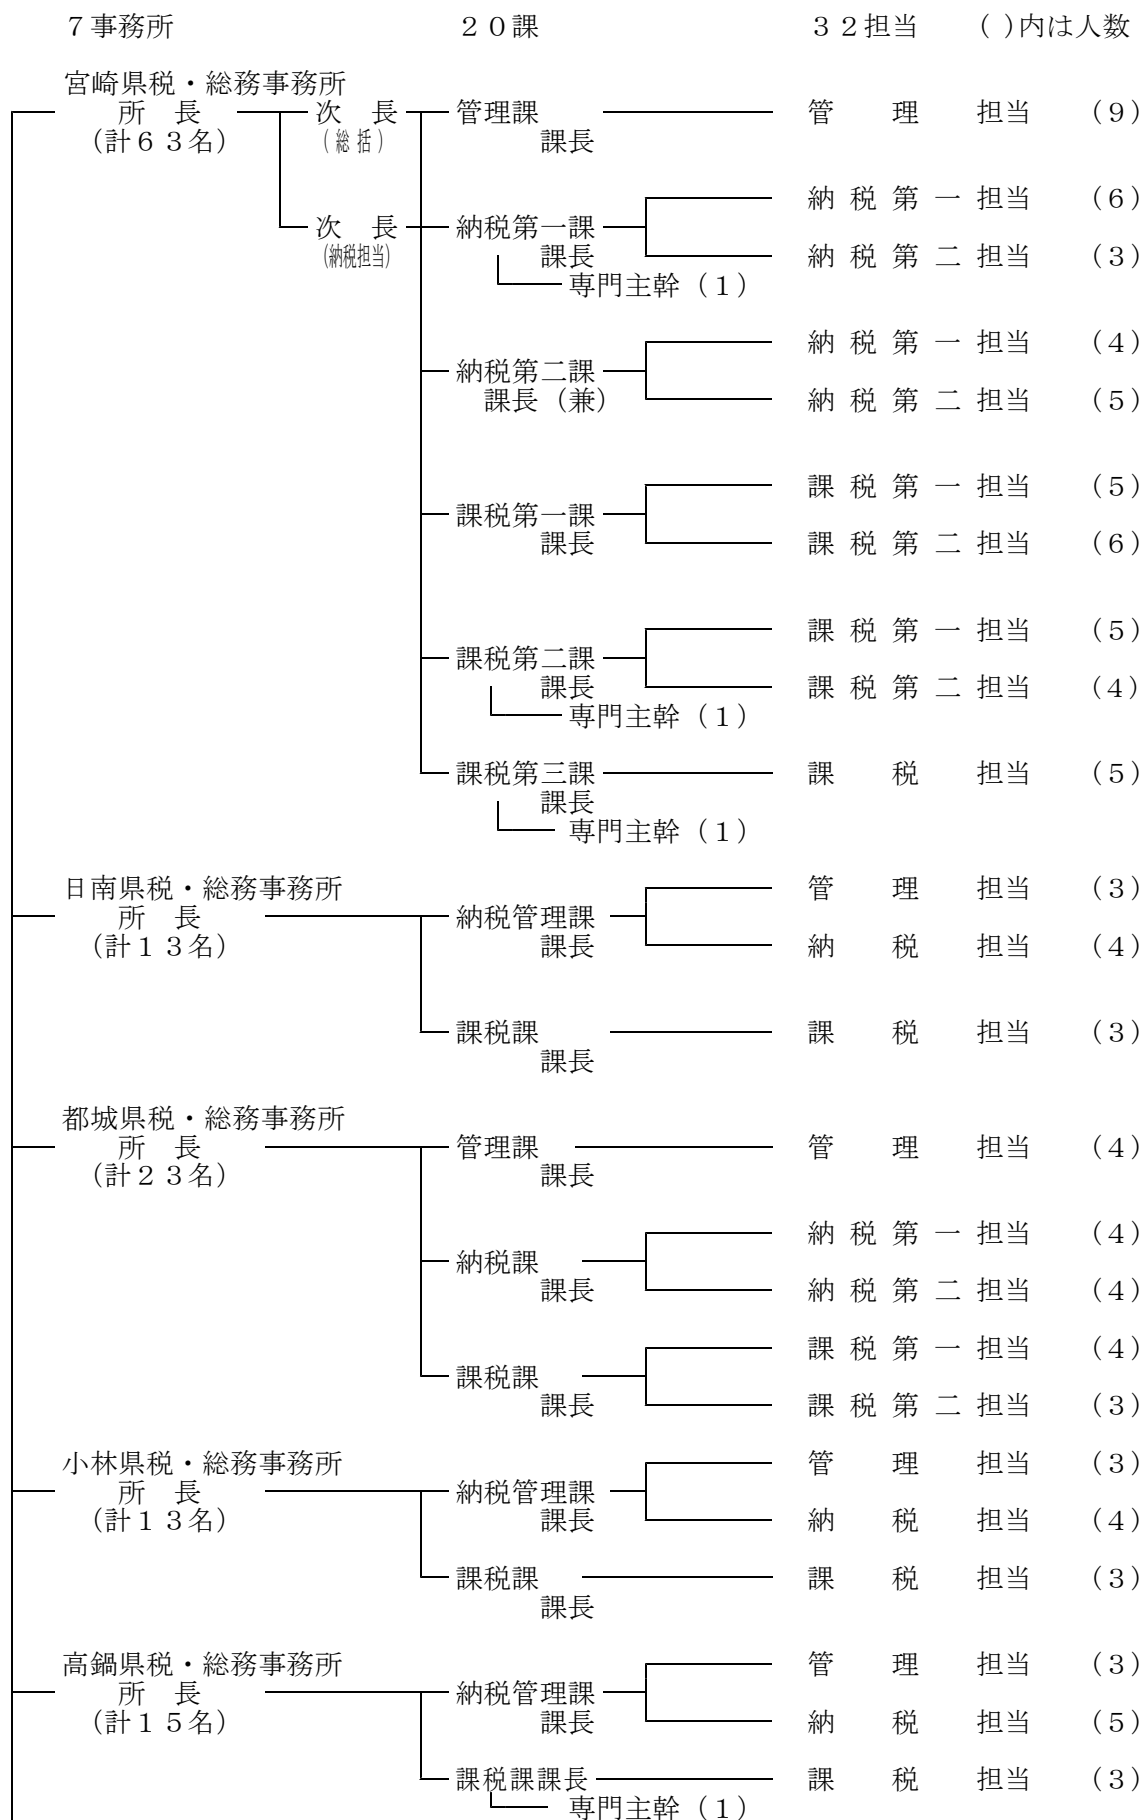 ７事務所　２０課　３２担当　（ ）内は人数
宮崎県税・総務事務所
所　長　次　長　管理課　管　理　担当　（９）
（計６３名）　（総括）　課長
納税第一担当　（６）
次　長　納税第一課
（納税担当）　課長　納税第二担当　（３）
専門主幹（１）
納税第一担当　（４）
納税第二課
課長（兼）　納税第二担当　（５）
課税第一担当　（５）
課税第一課
課長　課税第二担当　（６）
課税第一担当　（５）
課税第二課
課長　課税第二担当　（４）
専門主幹（１）
課税第三課　課　税　担当　（５）
課長
専門主幹（１）
日南県税・総務事務所　管　理　担当　（３）
所　長　納税管理課
（計１３名）　課長　納　税　担当　（４）
課税課　課　税　担当　（３）
課長
都城県税・総務事務所
所　長　管理課　管　理　担当　（４）
（計２３名）　課長
納税第一担当　（４）
納税課
課長　納税第二担当　（４）
課税第一担当　（４）
課税課
課長　課税第二担当　（３）
小林県税・総務事務所　管　理　担当　（３）
所　長　納税管理課
（計１３名）　課長　納　税　担当　（４）
課税課　課　税　担当　（３）
課長
高鍋県税・総務事務所　管　理　担当　（３）
所　長　納税管理課
（計１５名）　課長　納　税　担当　（５）
課税課課長　課　税　担当　（３）
専門主幹（１）